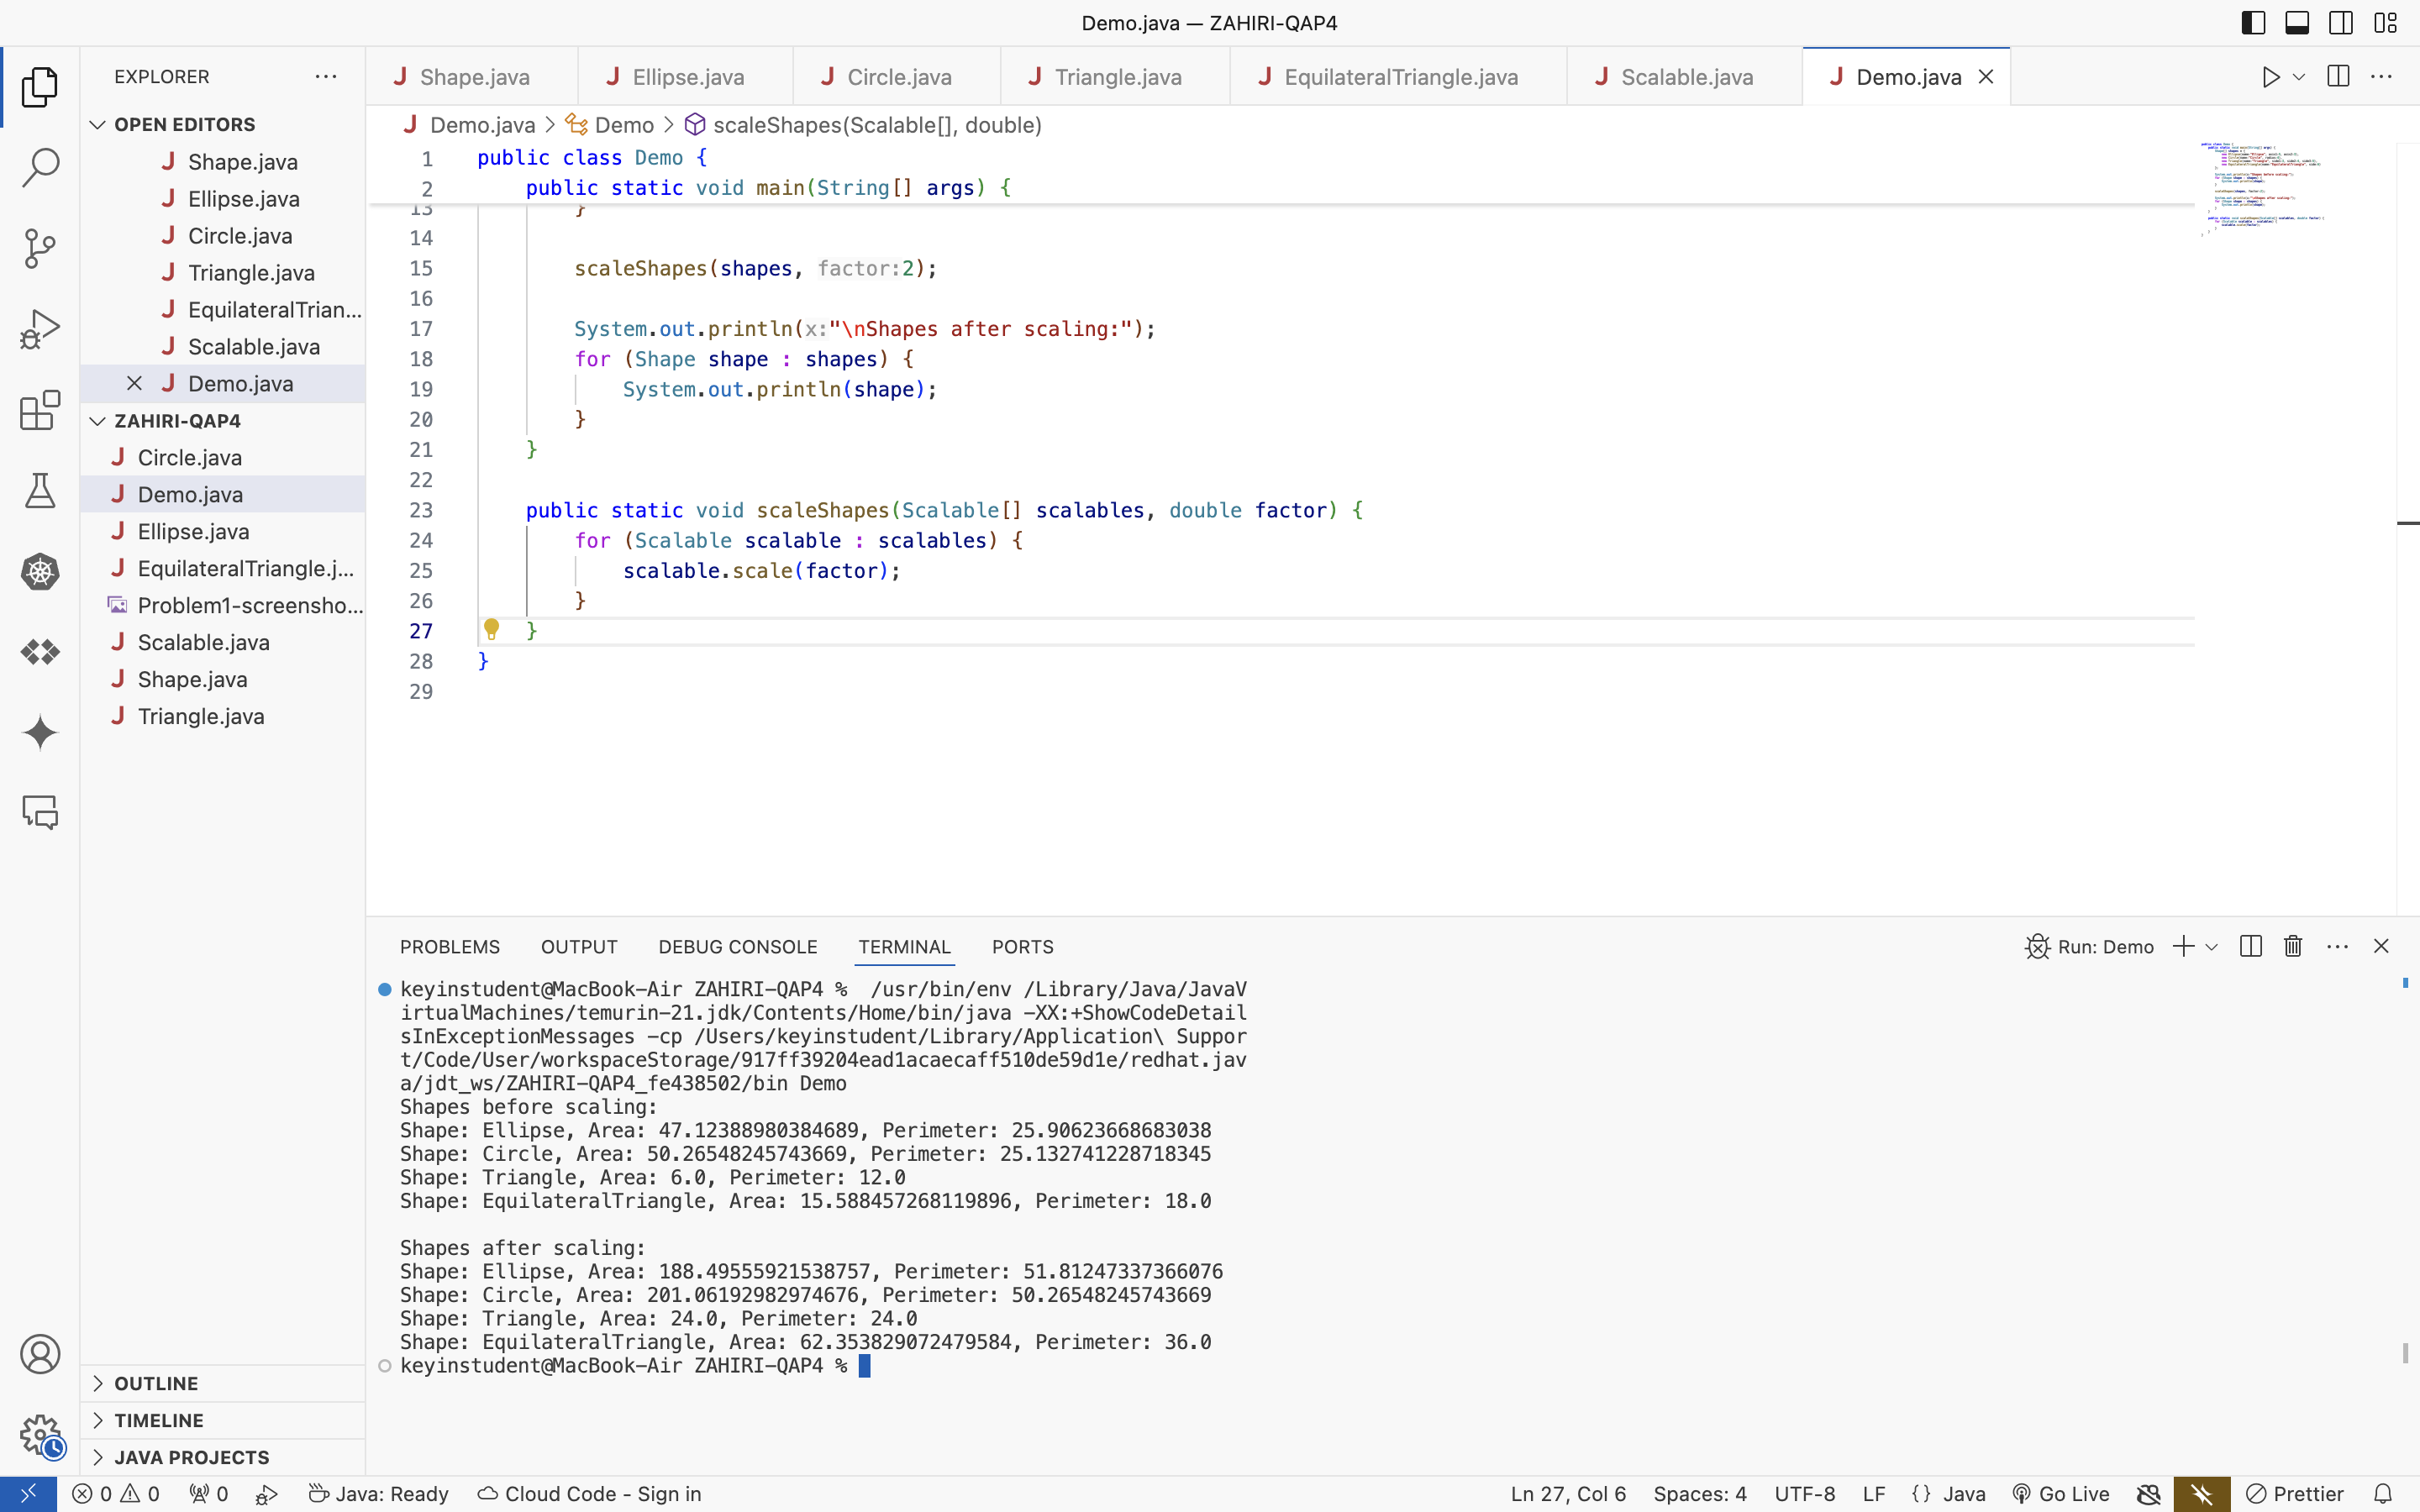 Demo.java — ZAHIRI-QAP4
EXPLORER
Shape.java
Ellipse.java
Circle.java
Triangle.java
EquilateralTriangle.java
Scalable.java
Demo.java
OPEN EDITORS
Shape.java
Ellipse.java
Circle.java
Triangle.java
EquilateralTrian...
Scalable.java
Demo.java
ZAHIRI-QAP4
Circle.java
Demo.java
Ellipse.java
EquilateralTriangle.j...
Problem1-screensho...
Scalable.java
Shape.java
Triangle.java
OUTLINE
TIMELINE
JAVA PROJECTS
Demo.java > Demo > scaleShapes(Scalable[], double)
1 public class Demo {
2 public static void main(String[] args) {
13 }
14
15 scaleShapes(shapes, factor:2);
16
17 System.out.println(x:"\nShapes after scaling:");
18 for (Shape shape : shapes) {
19 System.out.println(shape);
20 }
21 }
22
23 public static void scaleShapes(Scalable[] scalables, double factor) {
24 for (Scalable scalable : scalables) {
25 scalable.scale(factor);
26 }
27 }
28 }
29
PROBLEMS OUTPUT DEBUG CONSOLE TERMINAL PORTS
Run: Demo
keyinstudent@MacBook-Air ZAHIRI-QAP4 % /usr/bin/env /Library/Java/JavaV
irtualMachines/temurin-21.jdk/Contents/Home/bin/java -XX:+ShowCodeDetail
sInExceptionMessages -cp /Users/keyinstudent/Library/Application\ Suppor
t/Code/User/workspaceStorage/917ff39204ead1acaecaff510de59d1e/redhat.jav
a/jdt_ws/ZAHIRI-QAP4_fe438502/bin Demo
Shapes before scaling:
Shape: Ellipse, Area: 47.12388980384689, Perimeter: 25.90623668683038
Shape: Circle, Area: 50.26548245743669, Perimeter: 25.132741228718345
Shape: Triangle, Area: 6.0, Perimeter: 12.0
Shape: EquilateralTriangle, Area: 15.588457268119896, Perimeter: 18.0
Shapes after scaling:
Shape: Ellipse, Area: 188.49555921538757, Perimeter: 51.81247337366076
Shape: Circle, Area: 201.06192982974676, Perimeter: 50.26548245743669
Shape: Triangle, Area: 24.0, Perimeter: 24.0
Shape: EquilateralTriangle, Area: 62.353829072479584, Perimeter: 36.0
keyinstudent@MacBook-Air ZAHIRI-QAP4 %
0 0 0 Java: Ready Cloud Code - Sign in
Ln 27, Col 6 Spaces: 4 UTF-8 LF {} Java Go Live Prettier